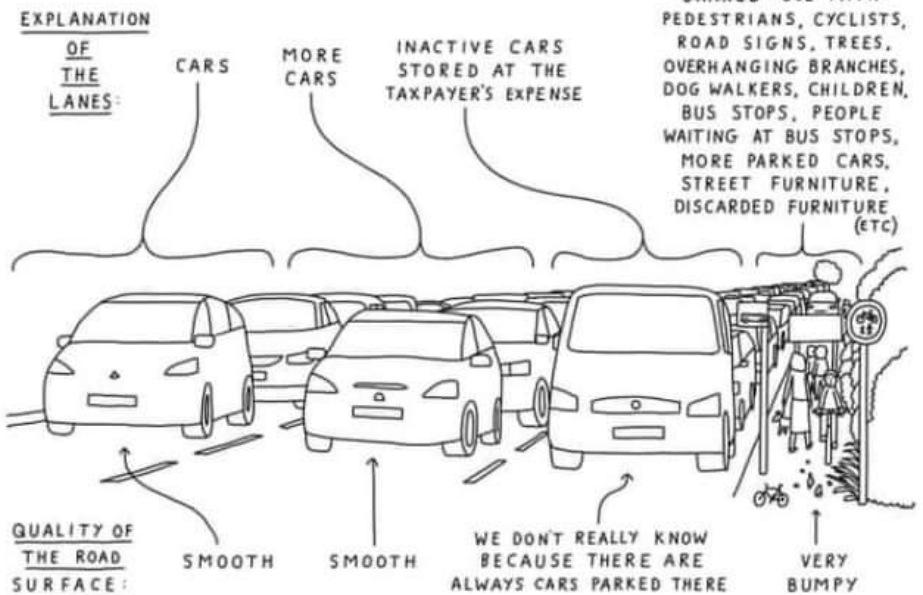 EXPLANATION
OF
THE
LANES:
CARS
MORE
CARS
INACTIVE CARS
STORED AT THE
TAXPAYER'S EXPENSE
PEDESTRIANS, CYCLISTS,
ROAD SIGNS, TREES,
OVERHANGING BRANCHES,
DOG WALKERS, CHILDREN,
BUS STOPS, PEOPLE
WAITING AT BUS STOPS,
MORE PARKED CARS,
STREET FURNITURE,
DISCARDED FURNITURE
(ETC)
QUALITY OF
THE ROAD
SURFACE:
SMOOTH
SMOOTH
WE DON'T REALLY KNOW
BECAUSE THERE ARE
ALWAYS CARS PARKED THERE
VERY
BUMPY